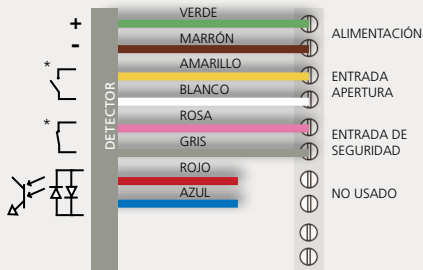 VERDE
+
ALIMENTACIÓN
MARRÓN
-
AMARILLO
*
ENTRADA
APERTURA
BLANCO
DETECTOR
ROSA
*
ENTRADA DE
SEGURIDAD
GRIS
ROJO
NO USADO
AZUL